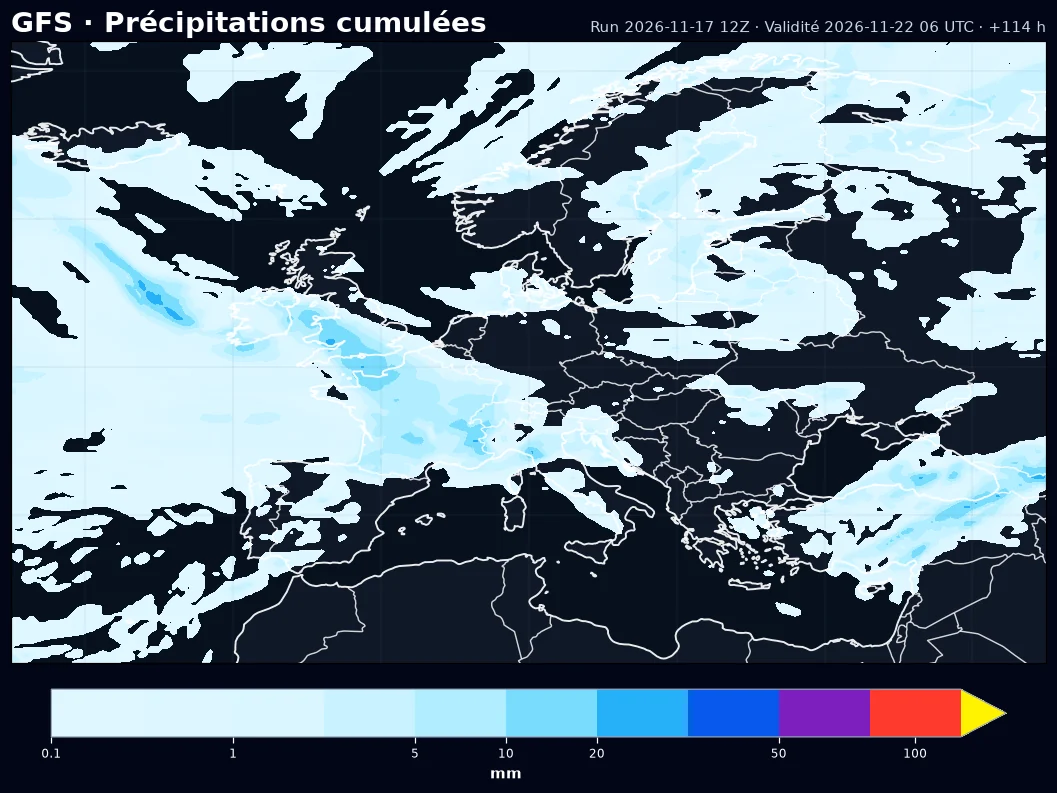 GFS · Précipitations cumulées
Run 2026-11-17 12Z · Validité 2026-11-22 06 UTC · +114 h
0.1 1 5 10 20 50 100
mm